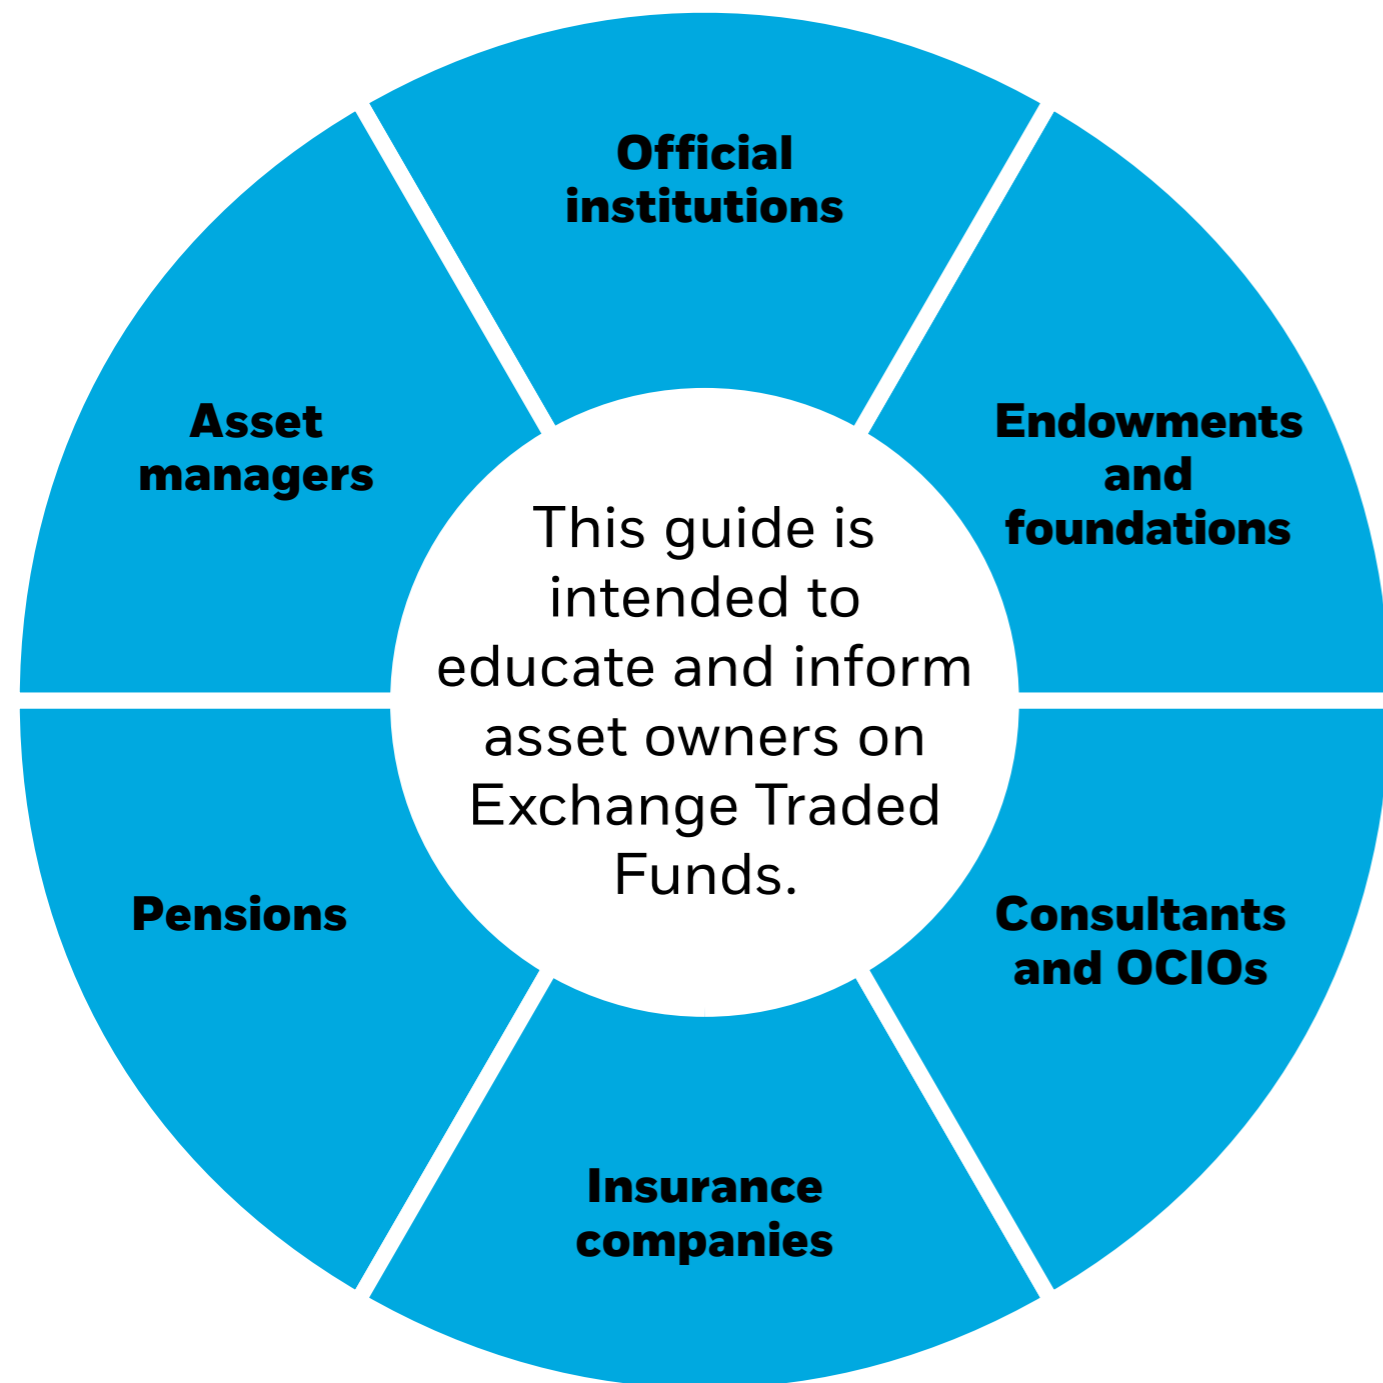 Official
institutions
Endowments
and
foundations
Consultants
and OCIOs
Insurance
companies
Pensions
Asset
managers
This guide is
intended to
educate and inform
asset owners on
Exchange Traded
Funds.